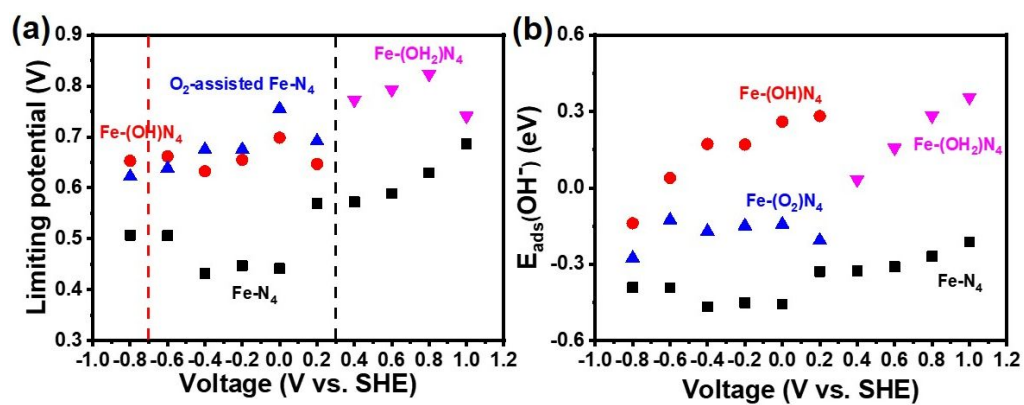 (a)
Limiting potential (V)
0.9
0.8
0.7
0.6
0.5
0.4
0.3
Fe-(OH₂)N₄
O₂-assisted Fe-N₄
Fe-(OH)N₄
Fe-N₄
-1.0 -0.8 -0.6 -0.4 -0.2 0.0 0.2 0.4 0.6 0.8 1.0 1.2
Voltage (V vs. SHE)
(b)
E_ads(OH⁻) (eV)
0.6
0.3
0.0
-0.3
-0.6
Fe-(OH)N₄
Fe-(OH₂)N₄
Fe-(O₂)N₄
Fe-N₄
-1.0 -0.8 -0.6 -0.4 -0.2 0.0 0.2 0.4 0.6 0.8 1.0 1.2
Voltage (V vs. SHE)